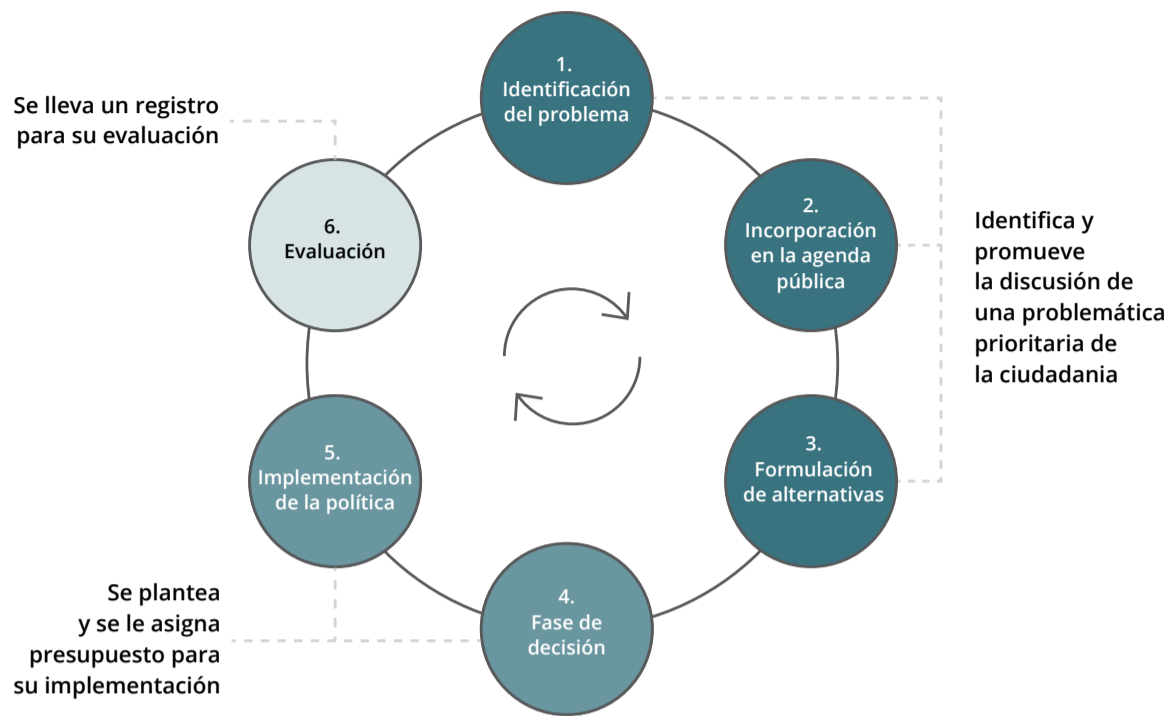 1.
Identificación
del problema
2.
Incorporación
en la agenda
pública
3.
Formulación
de alternativas
4.
Fase de
decisión
5.
Implementación
de la política
6.
Evaluación
Identifica y
promueve
la discusión de
una problemática
prioritaria de
la ciudadania
Se plantea
y se le asigna
presupuesto para
su implementación
Se lleva un registro
para su evaluación